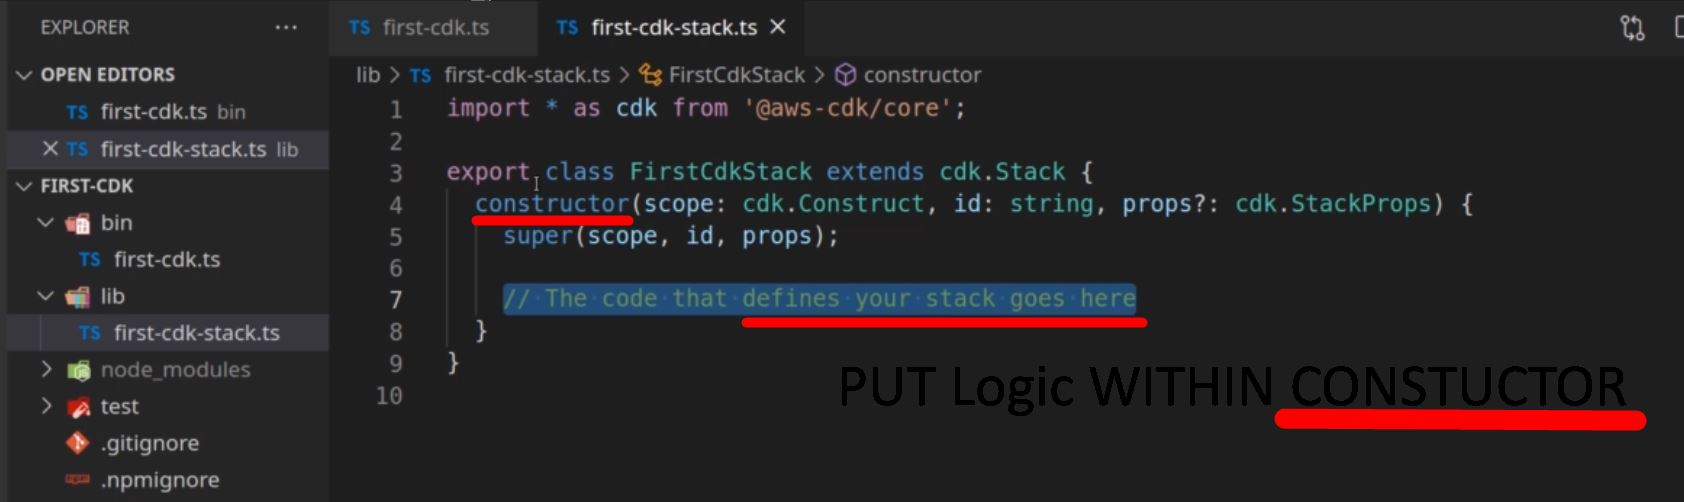 EXPLORER ...
OPEN EDITORS
TS first-cdk.ts bin
TS first-cdk-stack.ts lib
FIRST-CDK
bin
TS first-cdk.ts
lib
TS first-cdk-stack.ts
node_modules
test
.gitignore
.npmignore
TS first-cdk.ts TS first-cdk-stack.ts
lib > TS first-cdk-stack.ts > FirstCdkStack > constructor
1 import * as cdk from '@aws-cdk/core';
2
3 export class FirstCdkStack extends cdk.Stack {
4 constructor(scope: cdk.Construct, id: string, props?: cdk.StackProps) {
5 super(scope, id, props);
6
7 // The code that defines your stack goes here
8 }
9 }
10
PUT Logic WITHIN CONSTUCTOR